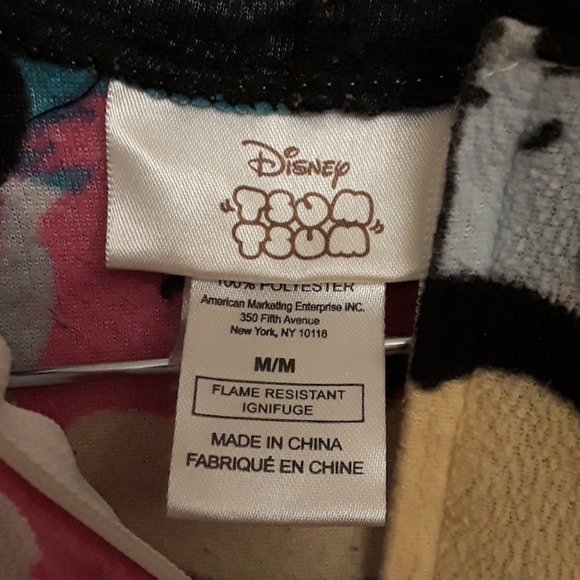 Disney
"TSUM
TSUM"
100% POLYESTER
American Marketing Enterprise INC.
350 Fifth Avenue
New York, NY 10118
M/M
FLAME RESISTANT
IGNIFUGE
MADE IN CHINA
FABRIQUÉ EN CHINE